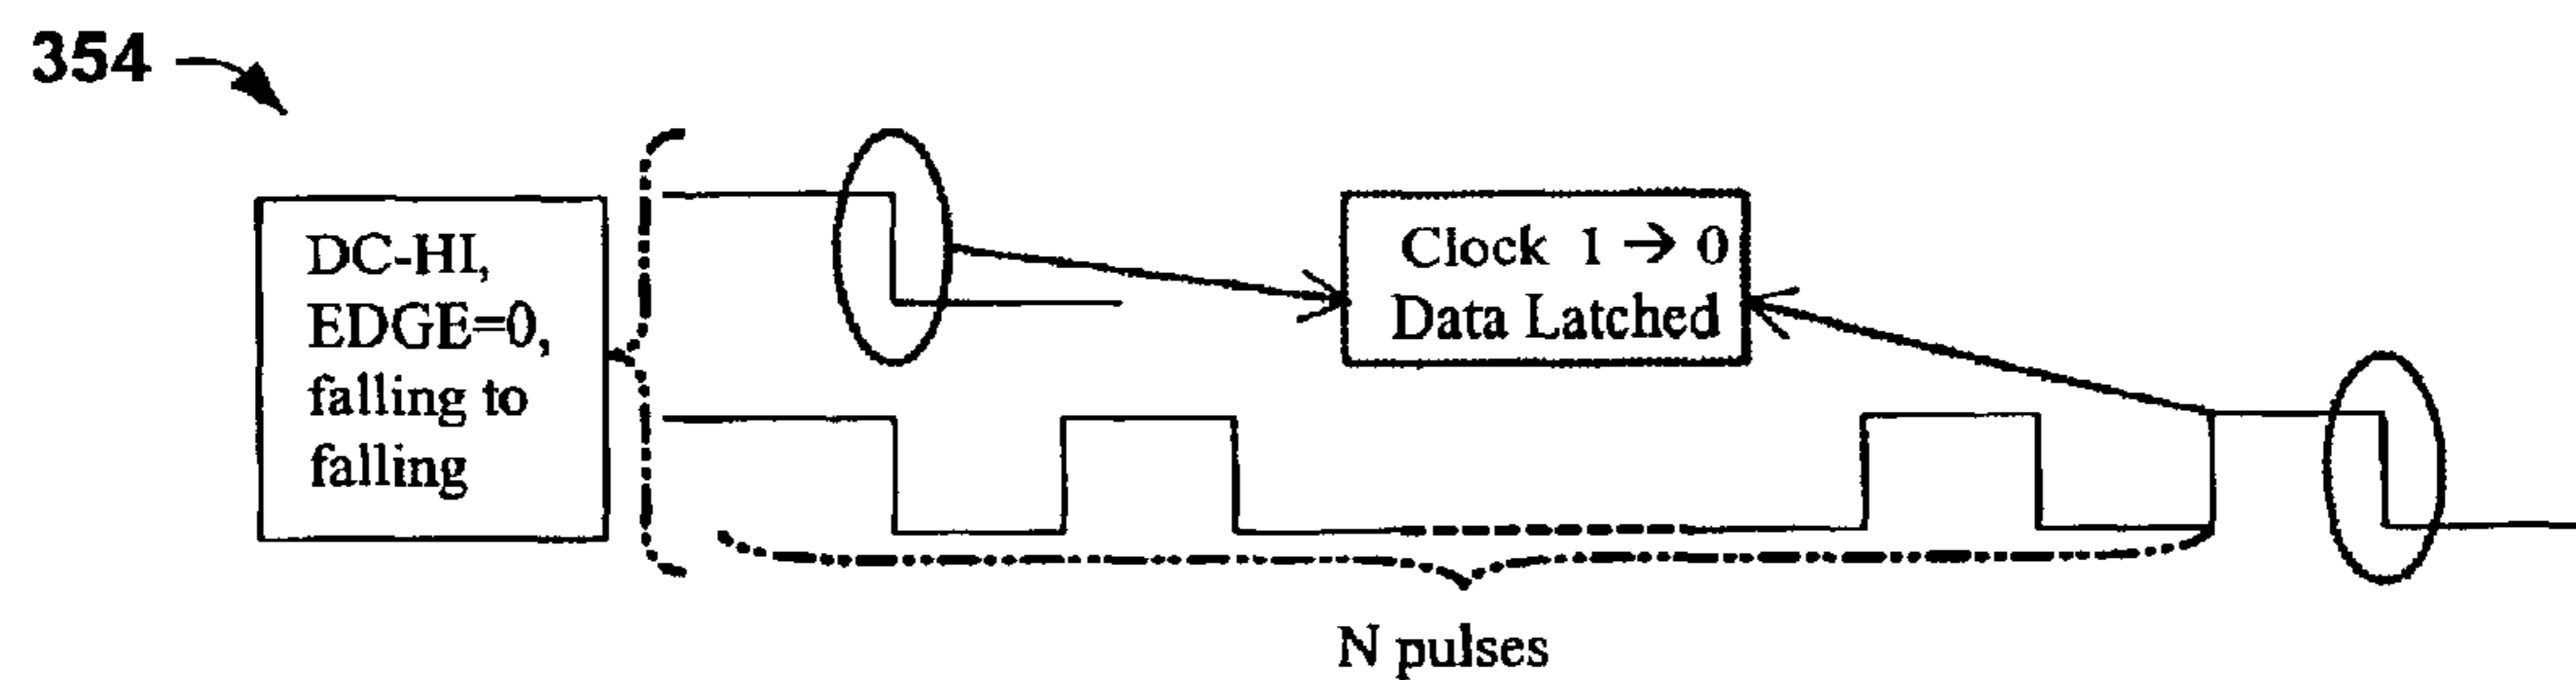 354
DC-HI,
EDGE=0,
falling to
falling
Clock 1 → 0
Data Latched
N pulses